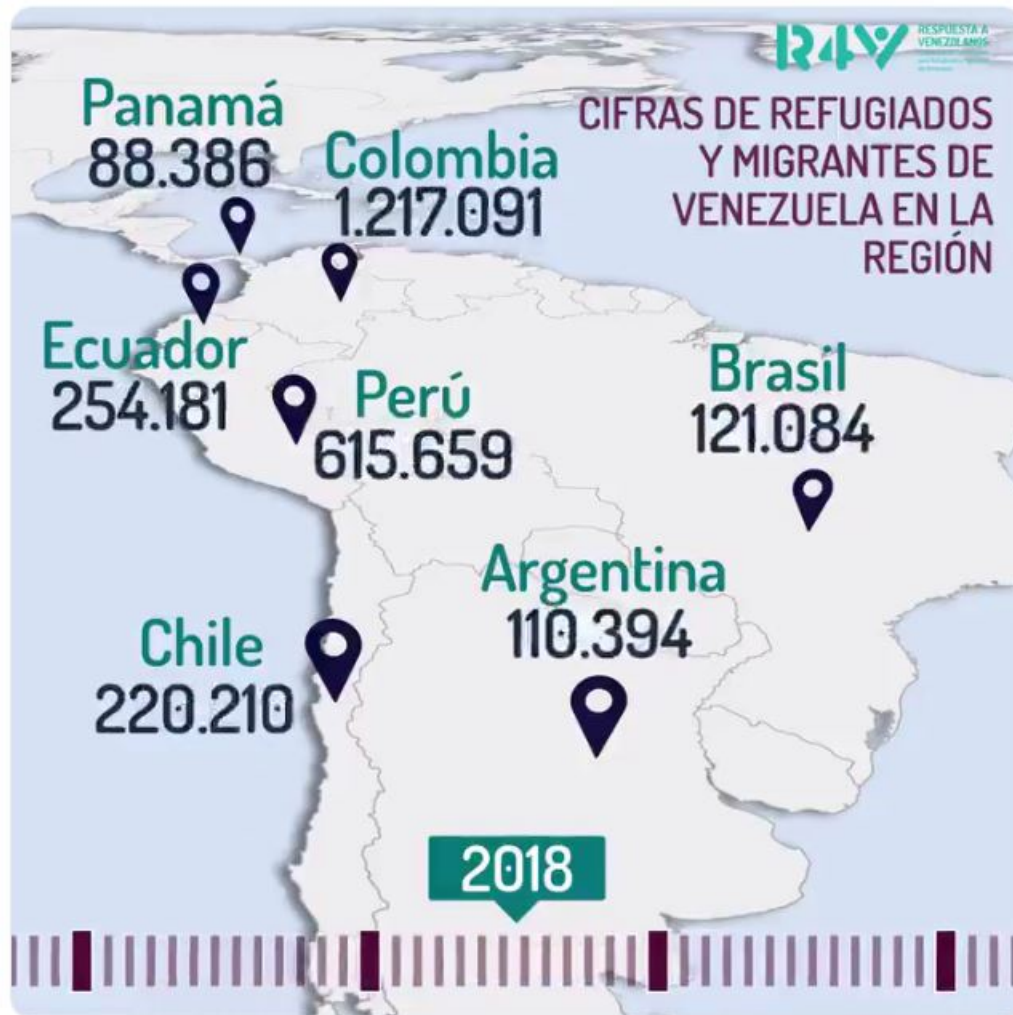 R4V
RESPUESTA A
VENEZOLANOS
CIFRAS DE REFUGIADOS
Y MIGRANTES DE
VENEZUELA EN LA
REGIÓN
Panamá
88.386
Colombia
1.217.091
Ecuador
254.181
Perú
615.659
Brasil
121.084
Argentina
110.394
Chile
220.210
2018